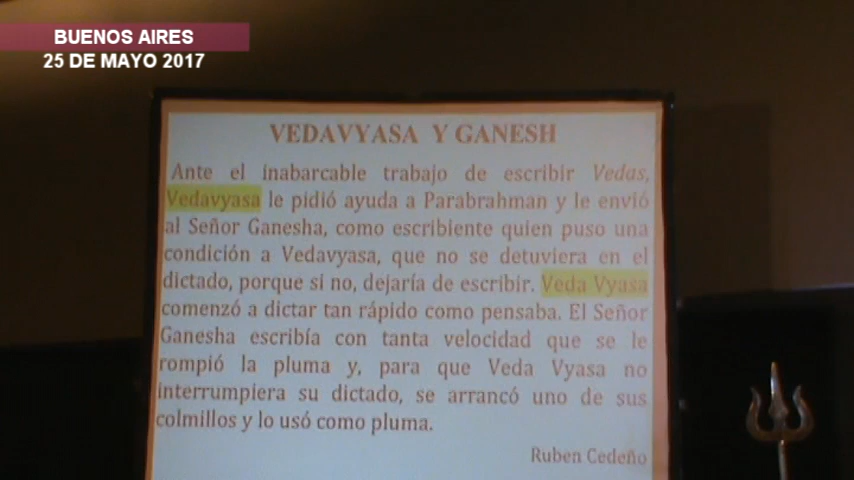 BUENOS AIRES
25 DE MAYO 2017
VEDAVYASA Y GANESH
Ante el inabarcable trabajo de escribir Vedas,
Vedavyasa le pidió ayuda a Parabrahman y le envió
al Señor Ganesha, como escribiente quien puso una
condición a Vedavyasa, que no se detuviera en el
dictado, porque si no, dejaría de escribir. Veda Vyasa
comenzó a dictar tan rápido como pensaba. El Señor
Ganesha escribía con tanta velocidad que se le
rompió la pluma y, para que Veda Vyasa no
interrumpiera su dictado, se arrancó uno de sus
colmillos y lo usó como pluma.
Ruben Cedeño